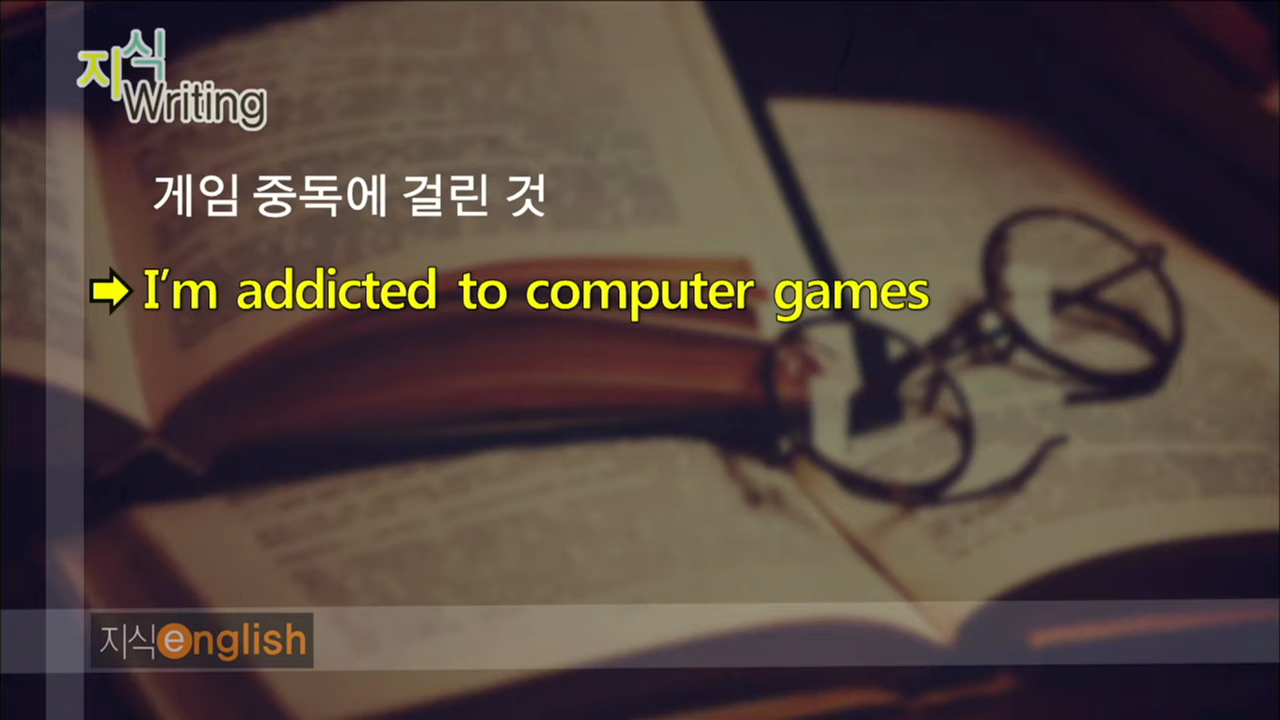 지식
Writing
게임 중독에 걸린 것
I'm addicted to computer games
지식english